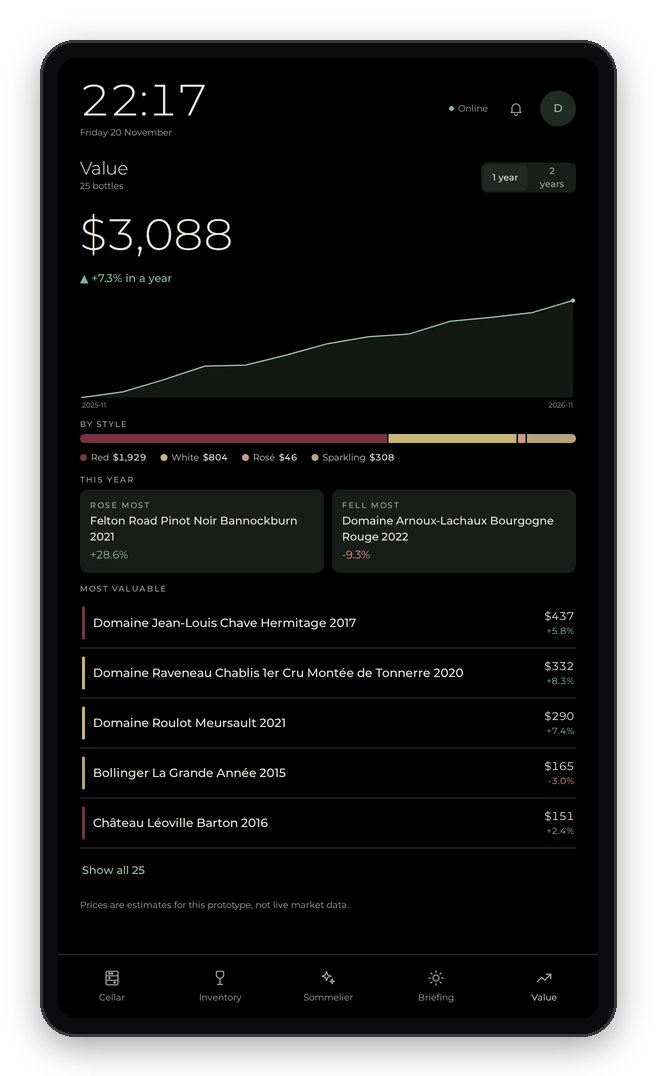 22:17
Online
D
Friday 20 November
Value
25 bottles
1 year
2
years
$3,088
▲ +7.3% in a year
2025-11
2026-11
BY STYLE
Red $1,929
White $804
Rosé $46
Sparkling $308
THIS YEAR
ROSE MOST
Felton Road Pinot Noir Bannockburn
2021
+28.6%
FELL MOST
Domaine Arnoux-Lachaux Bourgogne
Rouge 2022
-9.3%
MOST VALUABLE
Domaine Jean-Louis Chave Hermitage 2017
$437
+5.8%
Domaine Raveneau Chablis 1er Cru Montée de Tonnerre 2020
$332
+8.3%
Domaine Roulot Meursault 2021
$290
+7.4%
Bollinger La Grande Année 2015
$165
-3.0%
Château Léoville Barton 2016
$151
+2.4%
Show all 25
Prices are estimates for this prototype, not live market data.
Cellar
Inventory
Sommelier
Briefing
Value